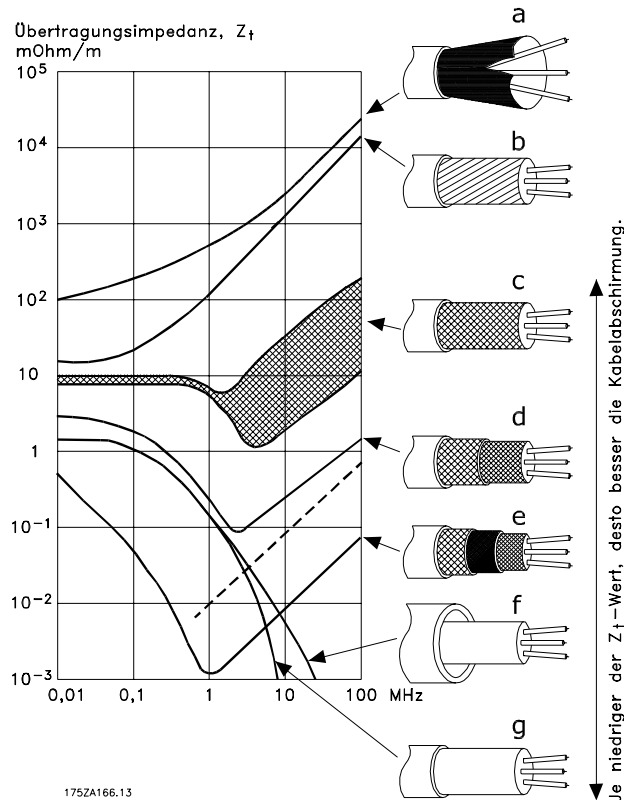 Übertragungsimpedanz, Zt
mOhm/m
a
10⁵
10⁴
b
10³
c
10²
10
d
1
e
10⁻¹
f
10⁻²
10⁻³
0,01 0,1 1 10 100 MHz
g
175ZA166.13
Je niedriger der Zt-Wert, desto besser die Kabelabschirmung.